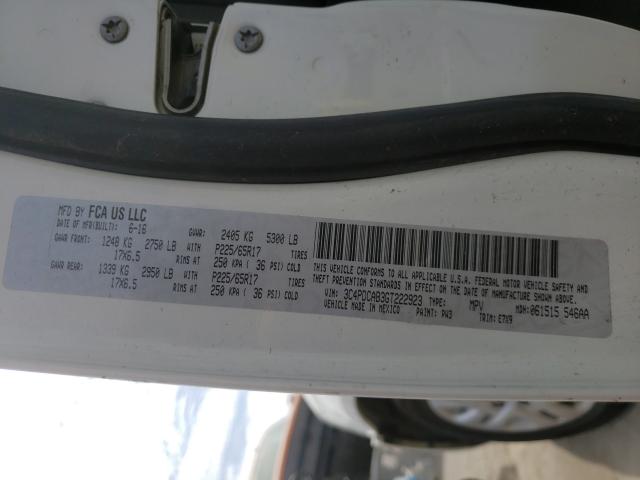 MFD BY FCA US LLC
DATE OF MFR(BUILT): 6-16 GVWR: 2405 KG 5300 LB
GAWR FRONT: 1248 KG 2750 LB WITH P225/65R17 TIRES
17X6.5 RIMS AT 250 KPA ( 36 PSI) COLD
GAWR REAR: 1339 KG 2950 LB WITH P225/65R17 TIRES
17X6.5 RIMS AT 250 KPA ( 36 PSI) COLD
THIS VEHICLE CONFORMS TO ALL APPLICABLE U.S.A. FEDERAL MOTOR VEHICLE SAFETY AND
THEFT PREVENTION STANDARDS IN EFFECT ON THE DATE OF MANUFACTURE SHOWN ABOVE.
VIN: 3C4PDCAB3GT222923 TYPE: MPV MDH: 061515 546AA
VEHICLE MADE IN MEXICO PAINT: PW3 TRIM: E7X9